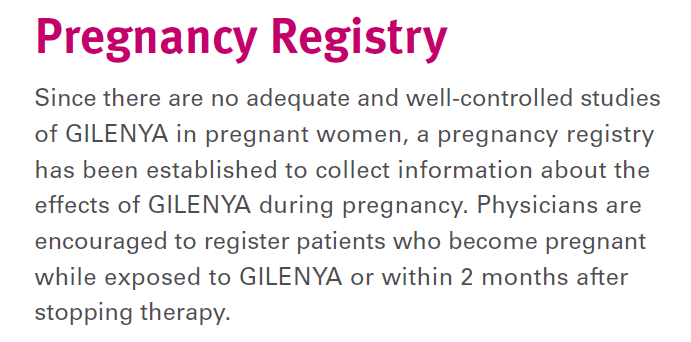 Pregnancy Registry
Since there are no adequate and well-controlled studies
of GILENYA in pregnant women, a pregnancy registry
has been established to collect information about the
effects of GILENYA during pregnancy. Physicians are
encouraged to register patients who become pregnant
while exposed to GILENYA or within 2 months after
stopping therapy.